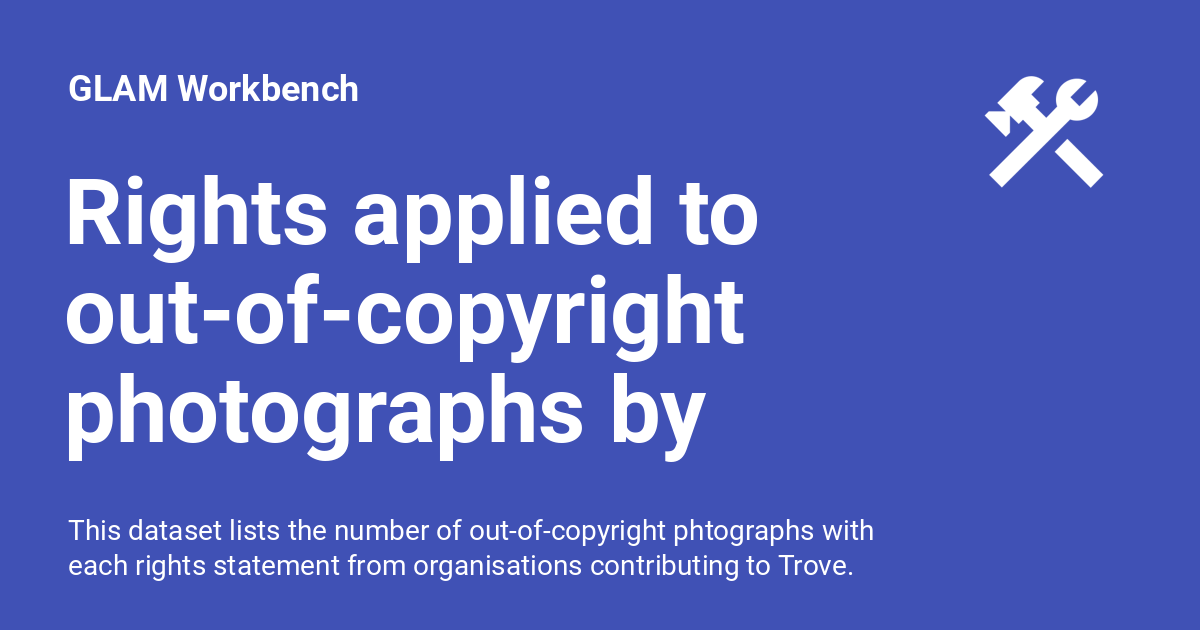 GLAM Workbench
Rights applied to
out-of-copyright
photographs by
This dataset lists the number of out-of-copyright phtographs with
each rights statement from organisations contributing to Trove.